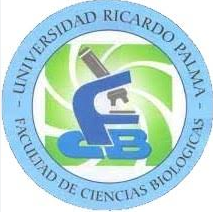 - UNIVERSIDAD RICARDO PALMA -
FACULTAD DE CIENCIAS BIOLOGICAS
CB